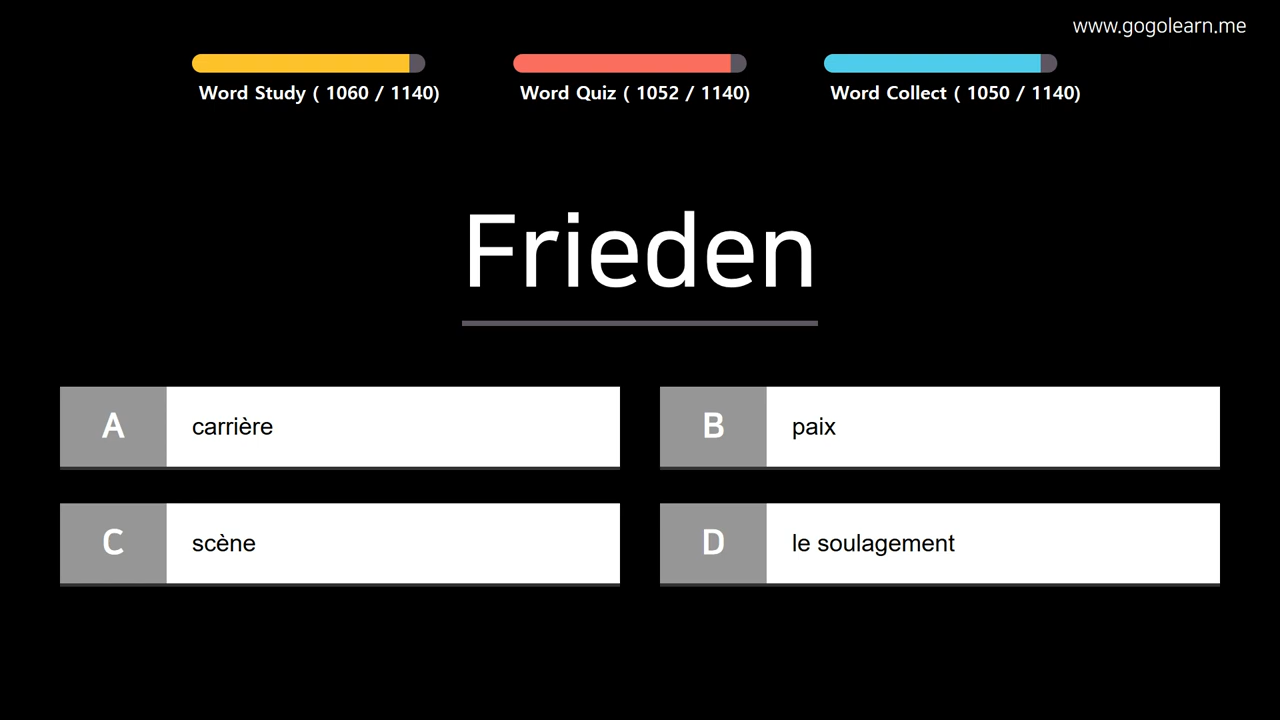 www.gogolearn.me
Word Study ( 1060 / 1140)
Word Quiz ( 1052 / 1140)
Word Collect ( 1050 / 1140)
Frieden
A carrière
B paix
C scène
D le soulagement